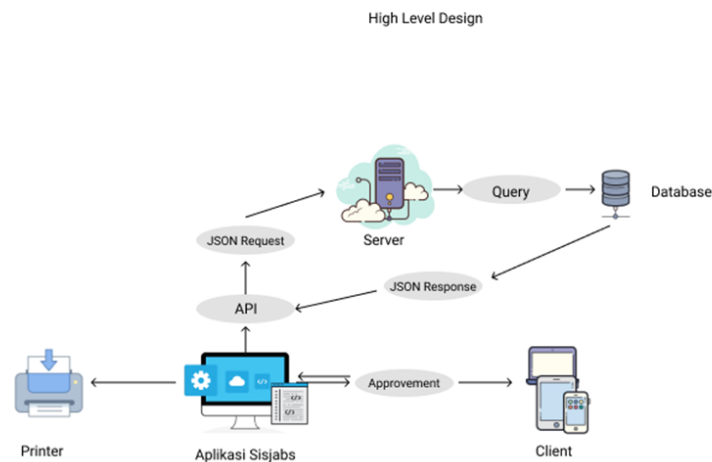 High Level Design
Query
Database
JSON Request
Server
JSON Response
API
Approvement
Printer
Aplikasi Sisjabs
Client